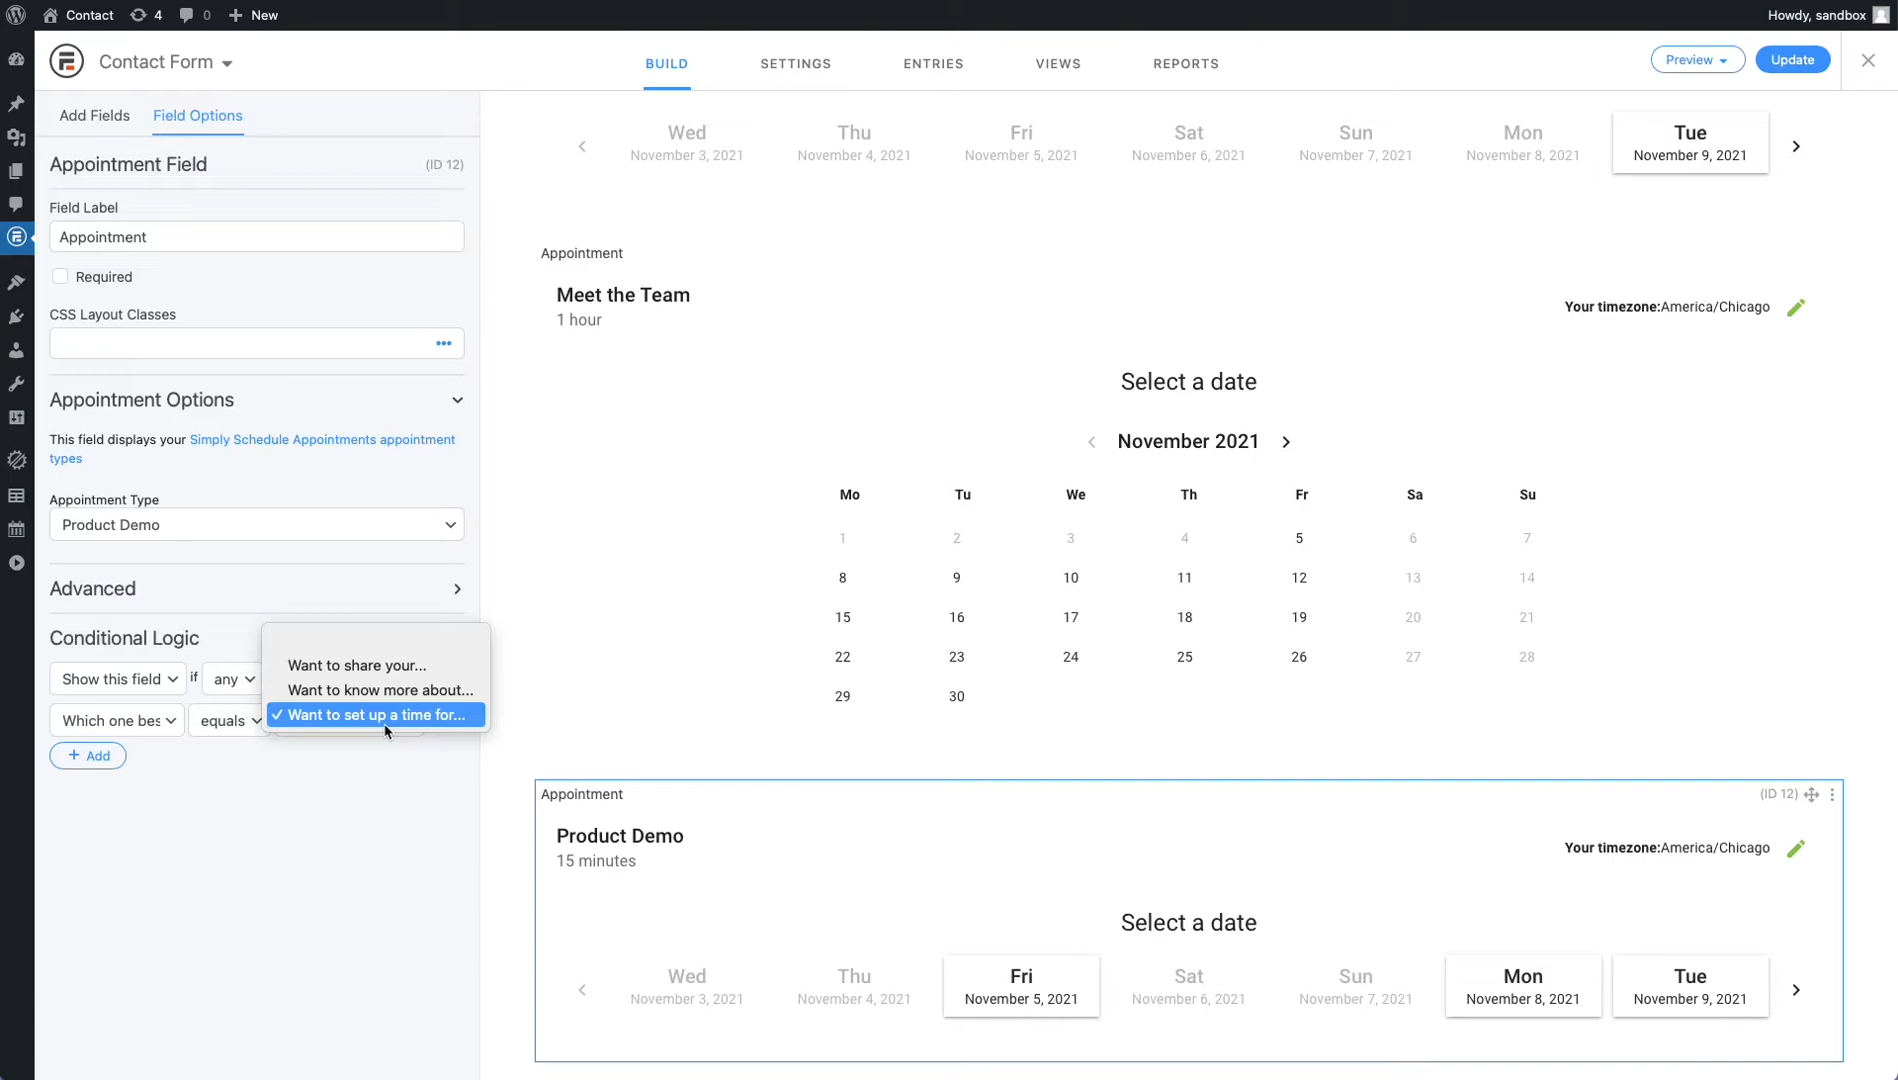 Contact
4
0
New
Howdy, sandbox
Contact Form
BUILD
SETTINGS
ENTRIES
VIEWS
REPORTS
Preview
Update
Add Fields
Field Options
Appointment Field
(ID 12)
Field Label
Appointment
Required
CSS Layout Classes
Appointment Options
This field displays your Simply Schedule Appointments appointment
types
Appointment Type
Product Demo
Advanced
Conditional Logic
Show this field
if
any
Want to share your...
Want to know more about...
Want to set up a time for...
Which one bes
equals
+ Add
Wed
November 3, 2021
Thu
November 4, 2021
Fri
November 5, 2021
Sat
November 6, 2021
Sun
November 7, 2021
Mon
November 8, 2021
Tue
November 9, 2021
Appointment
Meet the Team
1 hour
Your timezone:America/Chicago
Select a date
November 2021
Mo Tu We Th Fr Sa Su
1 2 3 4 5 6 7
8 9 10 11 12 13 14
15 16 17 18 19 20 21
22 23 24 25 26 27 28
29 30
Appointment
(ID 12)
Product Demo
15 minutes
Your timezone:America/Chicago
Select a date
Wed
November 3, 2021
Thu
November 4, 2021
Fri
November 5, 2021
Sat
November 6, 2021
Sun
November 7, 2021
Mon
November 8, 2021
Tue
November 9, 2021